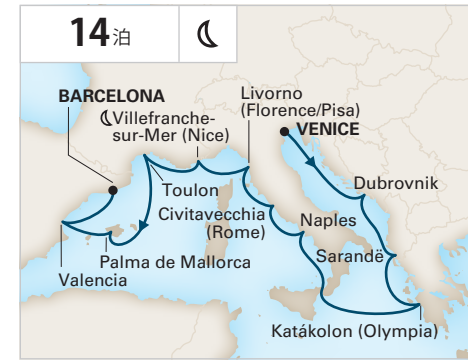 14泊
BARCELONA
Villefranche-
sur-Mer (Nice)
Livorno
(Florence/Pisa)
VENICE
Dubrovnik
Toulon
Civitavecchia
(Rome)
Naples
Sarandë
Palma de Mallorca
Valencia
Katákolon (Olympia)